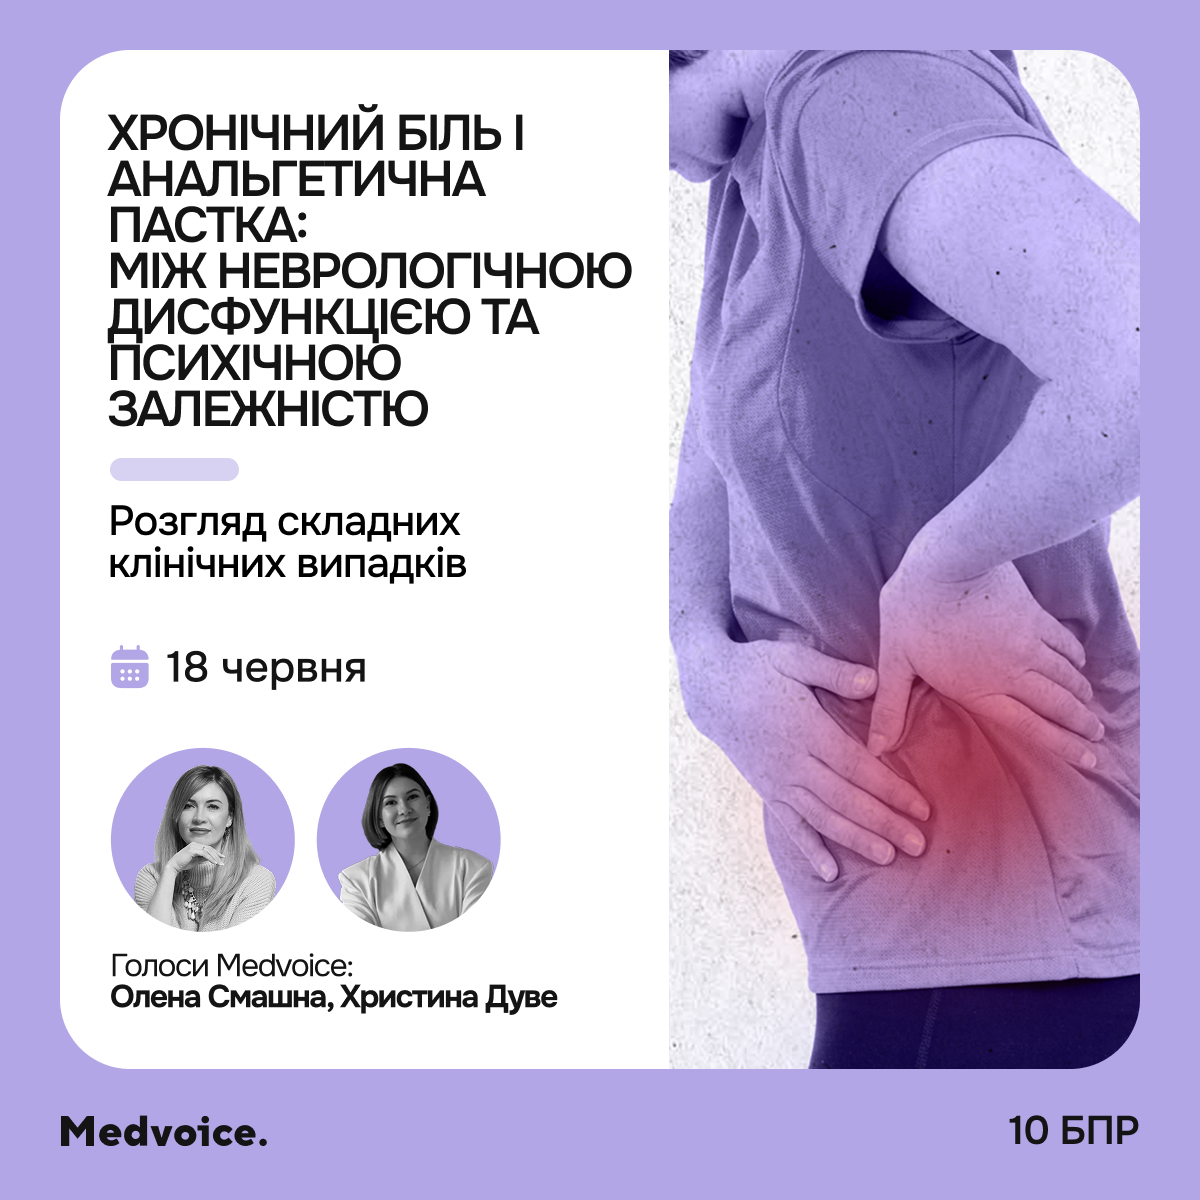 ХРОНІЧНИЙ БІЛЬ І
АНАЛЬГЕТИЧНА
ПАСТКА:
МІЖ НЕВРОЛОГІЧНОЮ
ДИСФУНКЦІЄЮ ТА
ПСИХІЧНОЮ
ЗАЛЕЖНІСТЮ
Розгляд складних
клінічних випадків
18 червня
Голоси Medvoice:
Олена Смашна, Христина Дуве
Medvoice.
10 БПР